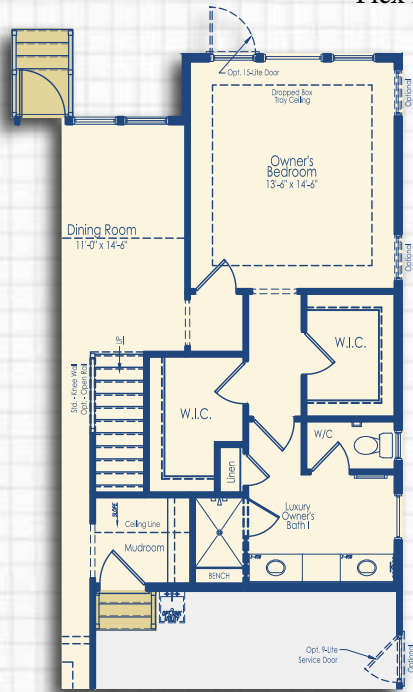 Opt. 15-Lite Door
Dropped Box
Tray Ceiling
Optional
Owner's
Bedroom
13'-6" x 14'-6"
Dining Room
11'-0" x 14'-6"
Optional
UP
Std. - Knee Wall
Opt. - Open Rail
W.I.C.
W.I.C.
W/C
Linen
Luxury
Owner's
Bath I
SLOPE
Ceiling Line
Mudroom
BENCH
Opt. 9-Lite
Service Door
Optional